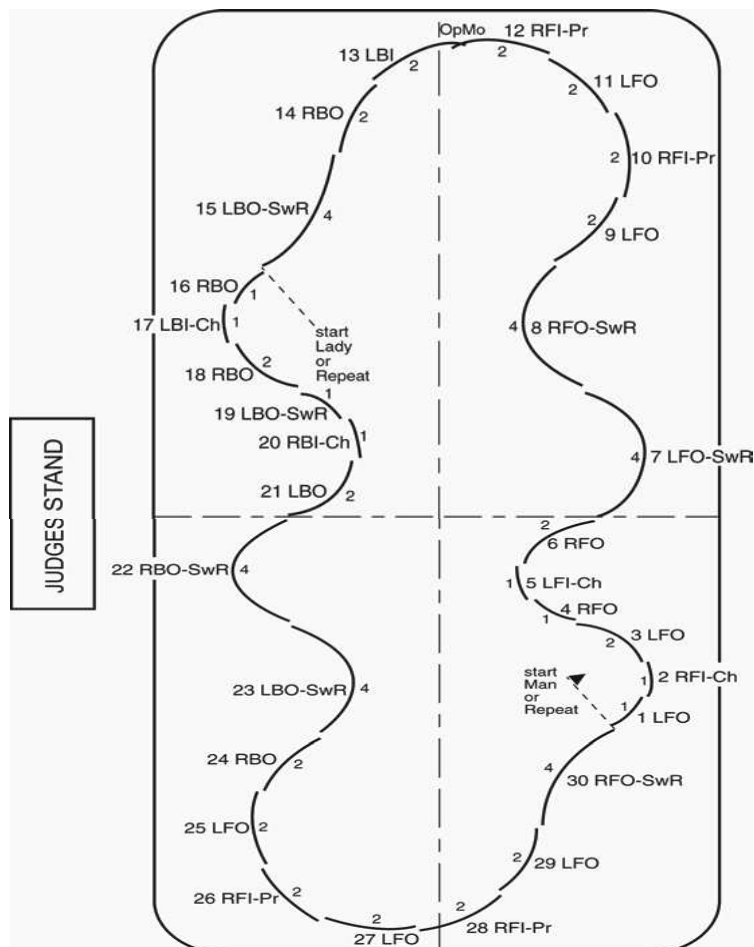 OpMo
12 RFI-Pr
2
13 LBI
2
11 LFO
2
14 RBO
2
10 RFI-Pr
2
15 LBO-SwR
4
9 LFO
2
16 RBO
1
17 LBI-Ch
1
start
Lady
or
Repeat
8 RFO-SwR
4
18 RBO
2
19 LBO-SwR
1
20 RBI-Ch
1
7 LFO-SwR
4
21 LBO
2
JUDGES STAND
6 RFO
2
22 RBO-SwR
4
5 LFI-Ch
1
4 RFO
1
3 LFO
2
start
Man
or
Repeat
2 RFI-Ch
1
1 LFO
1
23 LBO-SwR
4
24 RBO
2
30 RFO-SwR
4
25 LFO
2
29 LFO
2
26 RFI-Pr
2
27 LFO
2
28 RFI-Pr
2